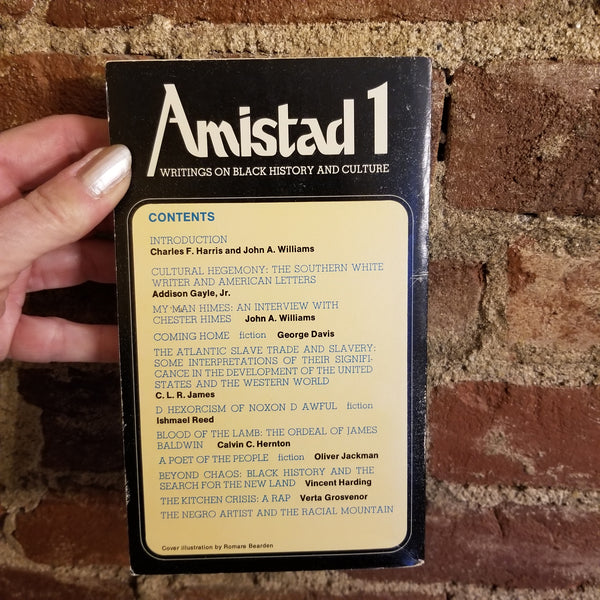 Amistad 1
WRITINGS ON BLACK HISTORY AND CULTURE
CONTENTS
INTRODUCTION
Charles F. Harris and John A. Williams
CULTURAL HEGEMONY: THE SOUTHERN WHITE
WRITER AND AMERICAN LETTERS
Addison Gayle, Jr.
MY MAN HIMES: AN INTERVIEW WITH
CHESTER HIMES John A. Williams
COMING HOME fiction George Davis
THE ATLANTIC SLAVE TRADE AND SLAVERY:
SOME INTERPRETATIONS OF THEIR SIGNIFI-
CANCE IN THE DEVELOPMENT OF THE UNITED
STATES AND THE WESTERN WORLD
C. L. R. James
D HEXORCISM OF NOXON D AWFUL fiction
Ishmael Reed
BLOOD OF THE LAMB: THE ORDEAL OF JAMES
BALDWIN Calvin C. Hernton
A POET OF THE PEOPLE fiction Oliver Jackman
BEYOND CHAOS: BLACK HISTORY AND THE
SEARCH FOR THE NEW LAND Vincent Harding
THE KITCHEN CRISIS: A RAP Verta Grosvenor
THE NEGRO ARTIST AND THE RACIAL MOUNTAIN
Cover illustration by Romare Bearden